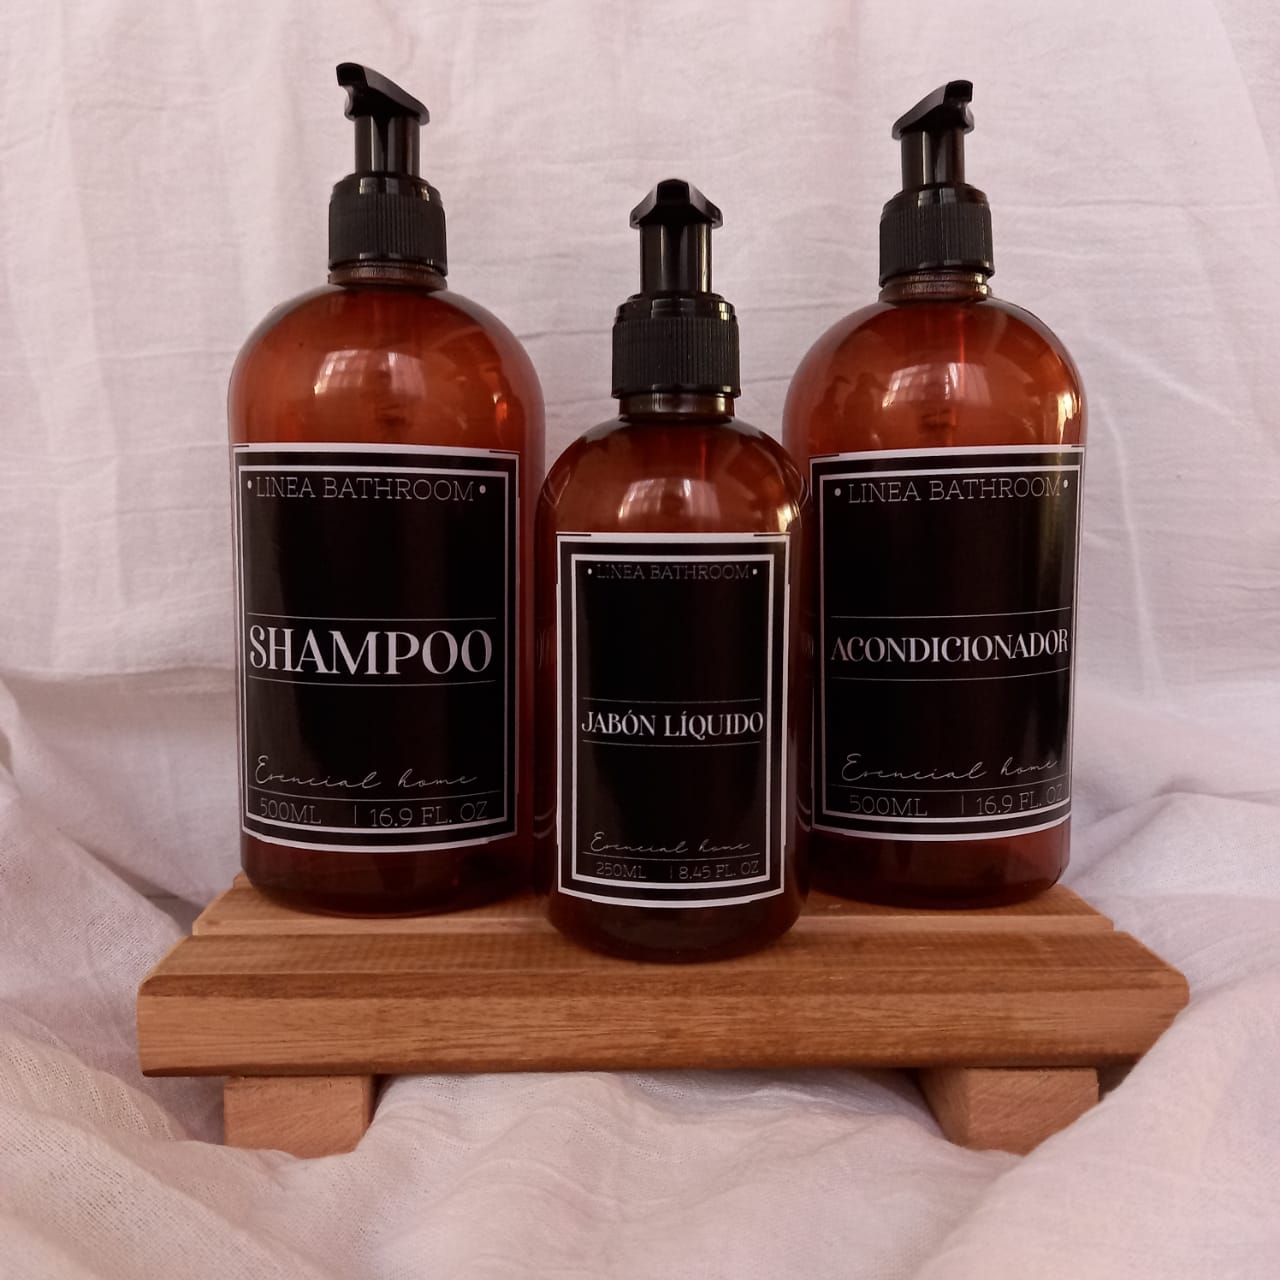 • LINEA BATHROOM •
SHAMPOO
Esencial home
500ML | 16.9 FL. OZ
• LINEA BATHROOM •
JABÓN LÍQUIDO
Esencial home
250ML | 8.45 FL. OZ
• LINEA BATHROOM •
ACONDICIONADOR
Esencial home
500ML | 16.9 FL. OZ